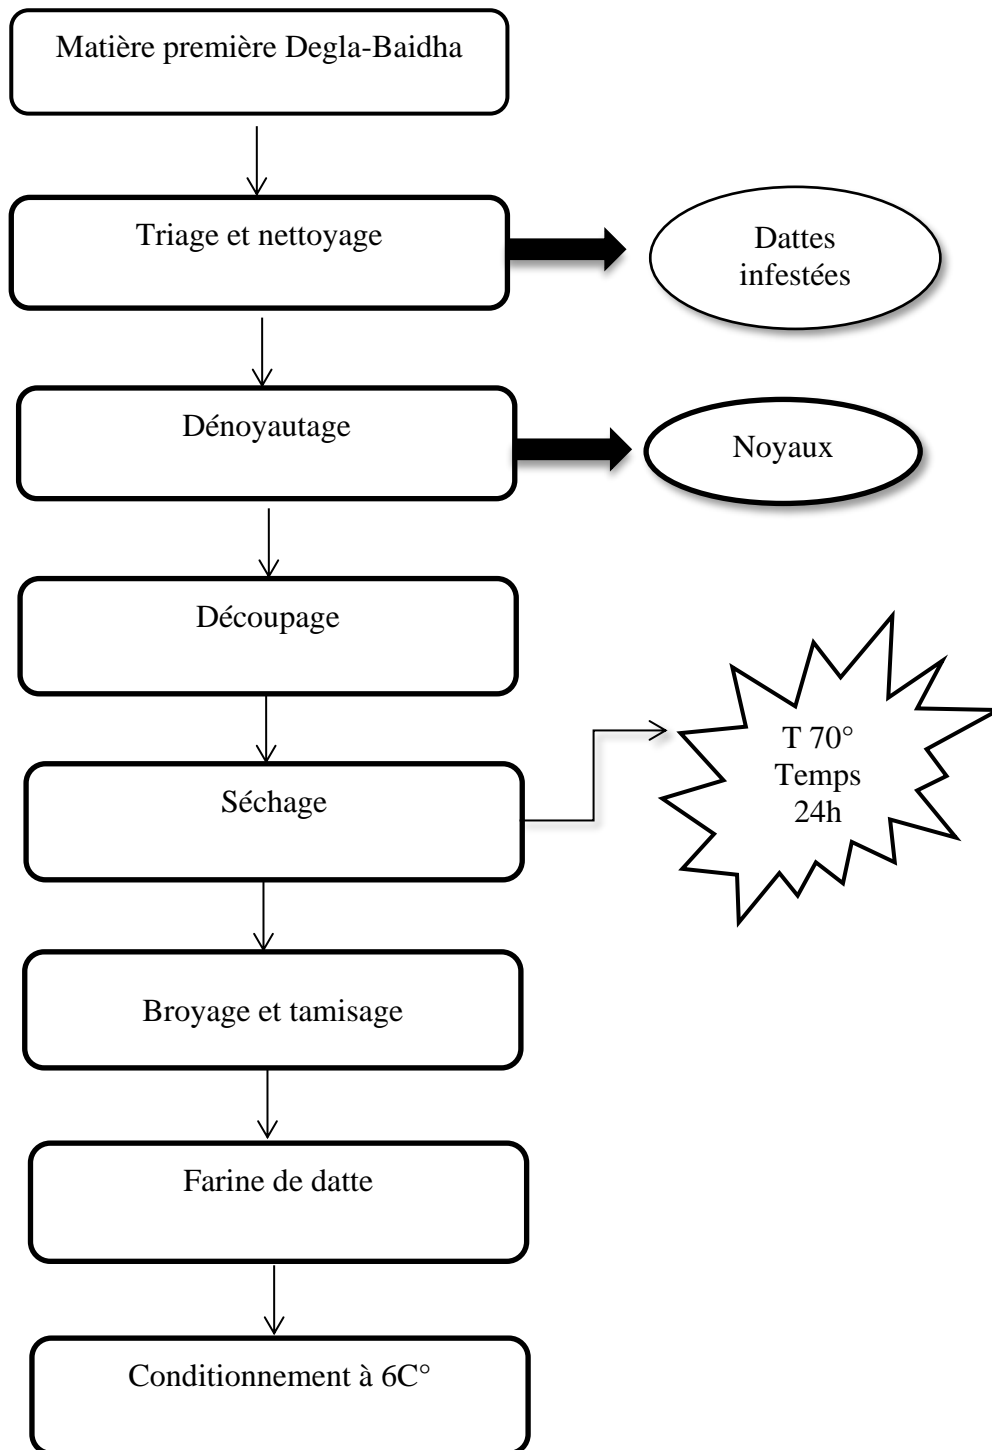 Matière première Degla-Baidha
Triage et nettoyage
Dattes
infestées
Dénoyautage
Noyaux
Découpage
T 70°
Temps
24h
Séchage
Broyage et tamisage
Farine de datte
Conditionnement à 6C°